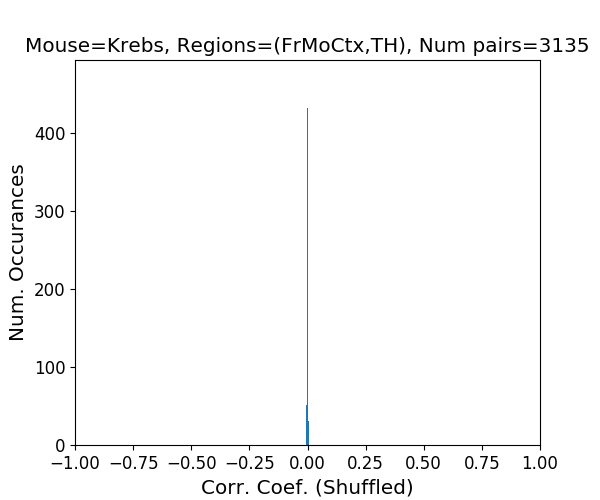 Mouse=Krebs, Regions=(FrMoCtx,TH), Num pairs=3135
Num. Occurances
400
300
200
100
0
−1.00 −0.75 −0.50 −0.25 0.00 0.25 0.50 0.75 1.00
Corr. Coef. (Shuffled)